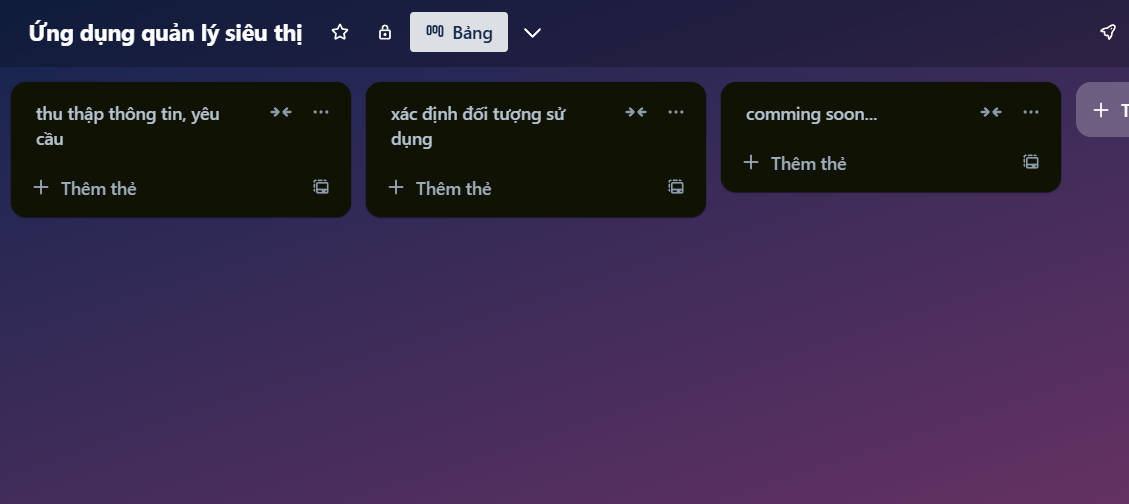 Ứng dụng quản lý siêu thị
Bảng
thu thập thông tin, yêu
cầu
Thêm thẻ
xác định đối tượng sử
dụng
Thêm thẻ
comming soon...
Thêm thẻ